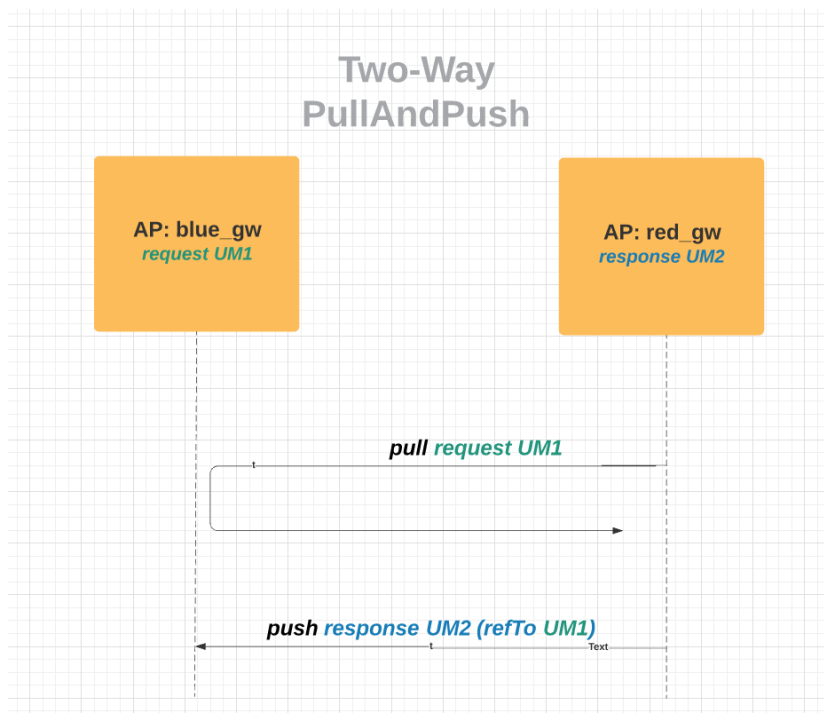 Two-Way
PullAndPush
AP: blue_gw
request UM1
AP: red_gw
response UM2
pull request UM1
t
push response UM2 (refTo UM1)
t
Text